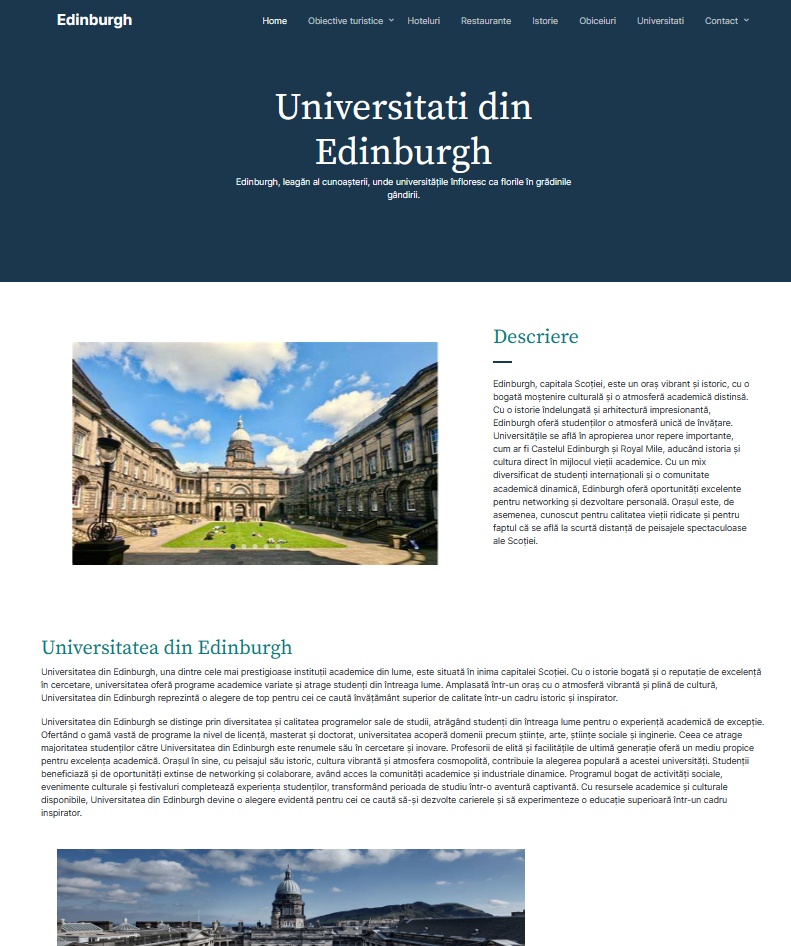 Edinburgh
Home Obiective turistice Hoteluri Restaurante Istorie Obiceiuri Universitati Contact
Universitati din
Edinburgh
Edinburgh, leagăn al cunoașterii, unde universitățile înfloresc ca florile în grădinile
gândirii.
Descriere
Edinburgh, capitala Scoției, este un oraș vibrant și istoric, cu o
bogată moștenire culturală și o atmosferă academică distinsă.
Cu o istorie îndelungată și arhitectură impresionantă,
Edinburgh oferă studenților o atmosferă unică de învățare.
Universitățile se află în apropierea unor repere importante,
cum ar fi Castelul Edinburgh și Royal Mile, aducând istoria și
cultura direct în mijlocul vieții academice. Cu un mix
diversificat de studenți internaționali și o comunitate
academică dinamică, Edinburgh oferă oportunități excelente
pentru networking și dezvoltare personală. Orașul este, de
asemenea, cunoscut pentru calitatea vieții ridicate și pentru
faptul că se află la scurtă distanță de peisajele spectaculoase
ale Scoției.
Universitatea din Edinburgh
Universitatea din Edinburgh, una dintre cele mai prestigioase instituții academice din lume, este situată în inima capitalei Scoției. Cu o istorie bogată și o reputație de excelență
în cercetare, universitatea oferă programe academice variate și atrage studenți din întreaga lume. Amplasată într-un oraș cu o atmosferă vibrantă și plină de cultură,
Universitatea din Edinburgh reprezintă o alegere de top pentru cei ce caută învățământ superior de calitate într-un cadru istoric și inspirator.
Universitatea din Edinburgh se distinge prin diversitatea și calitatea programelor sale de studii, atrăgând studenți din întreaga lume pentru o experiență academică de excepție.
Ofertând o gamă vastă de programe la nivel de licență, masterat și doctorat, universitatea acoperă domenii precum științe, arte, științe sociale și inginerie. Ceea ce atrage
majoritatea studenților către Universitatea din Edinburgh este renumele său în cercetare și inovare. Profesorii de elită și facilitățile de ultimă generație oferă un mediu propice
pentru excelența academică. Orașul în sine, cu peisajul său istoric, cultura vibrantă și atmosfera cosmopolită, contribuie la alegerea populară a acestei universități. Studenții
beneficiază și de oportunități extinse de networking și colaborare, având acces la comunități academice și industriale dinamice. Programul bogat de activități sociale,
evenimente culturale și festivaluri completează experiența studenților, transformând perioada de studiu într-o aventură captivantă. Cu resursele academice și culturale
disponibile, Universitatea din Edinburgh devine o alegere evidentă pentru cei ce caută să-și dezvolte carierele și să experimenteze o educație superioară într-un cadru
inspirator.